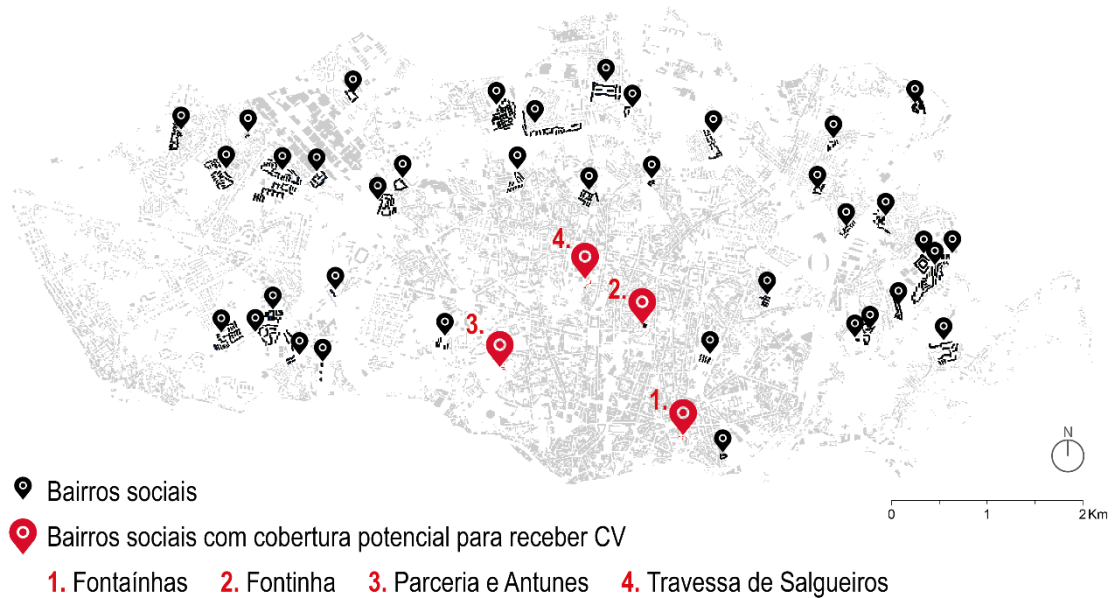 4.
2.
3.
1.
N
Bairros sociais
0 1 2 Km
Bairros sociais com cobertura potencial para receber CV
1. Fontaínhas 2. Fontinha 3. Parceria e Antunes 4. Travessa de Salgueiros